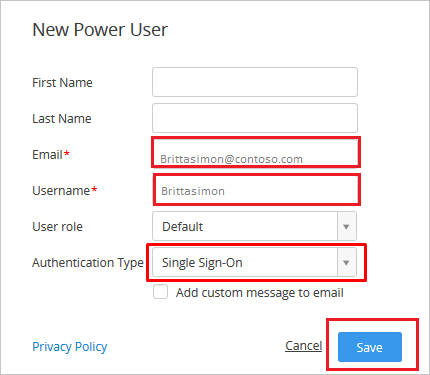 New Power User
First Name
Last Name
Email* Brittasimon@contoso.com
Username* Brittasimon
User role Default
Authentication Type Single Sign-On
Add custom message to email
Privacy Policy Cancel Save